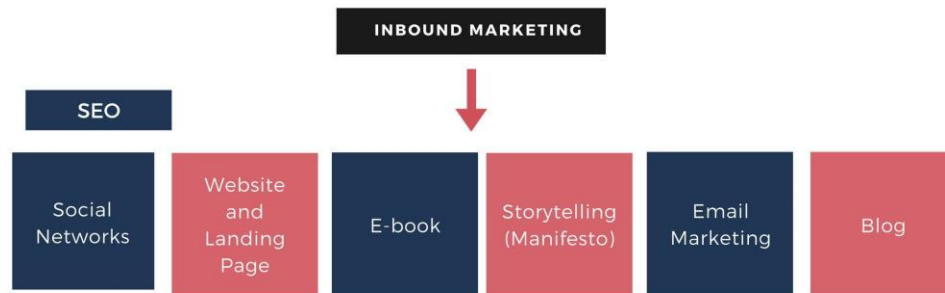 INBOUND MARKETING
SEO
Social
Networks
Website
and
Landing
Page
E-book
Storytelling
(Manifesto)
Email
Marketing
Blog